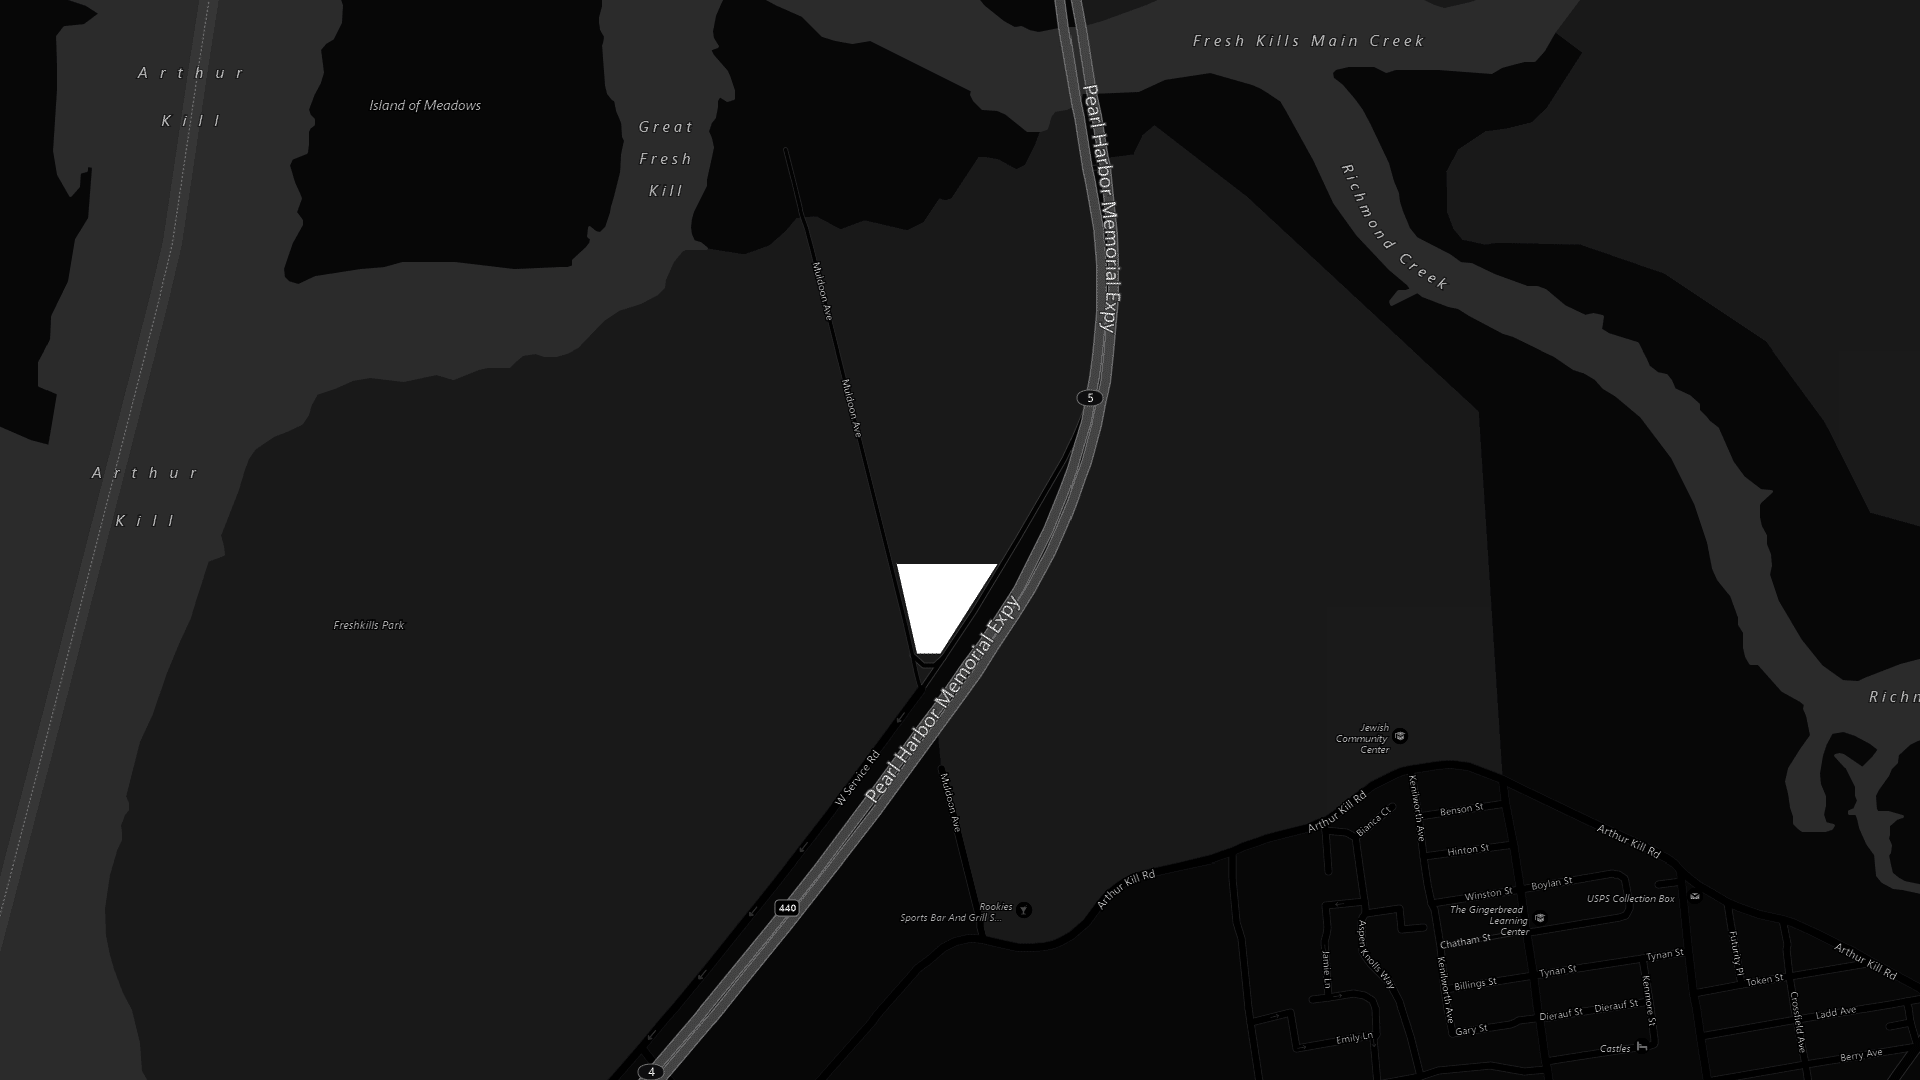 Fresh Kills Main Creek
Arthur
Kill
Island of Meadows
Great
Fresh
Kill
Pearl Harbor Memorial Expy
Richmond Creek
Muldoon Ave
Muldoon Ave
5
Arthur
Kill
Freshkills Park
Pearl Harbor Memorial Expy
Richm
Jewish
Community
Center
W Service Rd
Muldoon Ave
Arthur Kill Rd
Bianca Ct
Kenilworth Ave
Benson St
Arthur Kill Rd
Hinton St
Arthur Kill Rd
Winston St
Boylan St
USPS Collection Box
440
Rookies
Sports Bar And Grill S...
The Gingerbread
Learning
Center
Chatham St
Aspen Knolls Way
Jamie Ln
Kenilworth Ave
Billings St
Tynan St
Tynan St
Futurity Pl
Arthur Kill Rd
Token St
Kenmore St
Crossfield Ave
Dierauf St
Dierauf St
Ladd Ave
Gary St
Emily Ln
Castles
Berry Ave
4